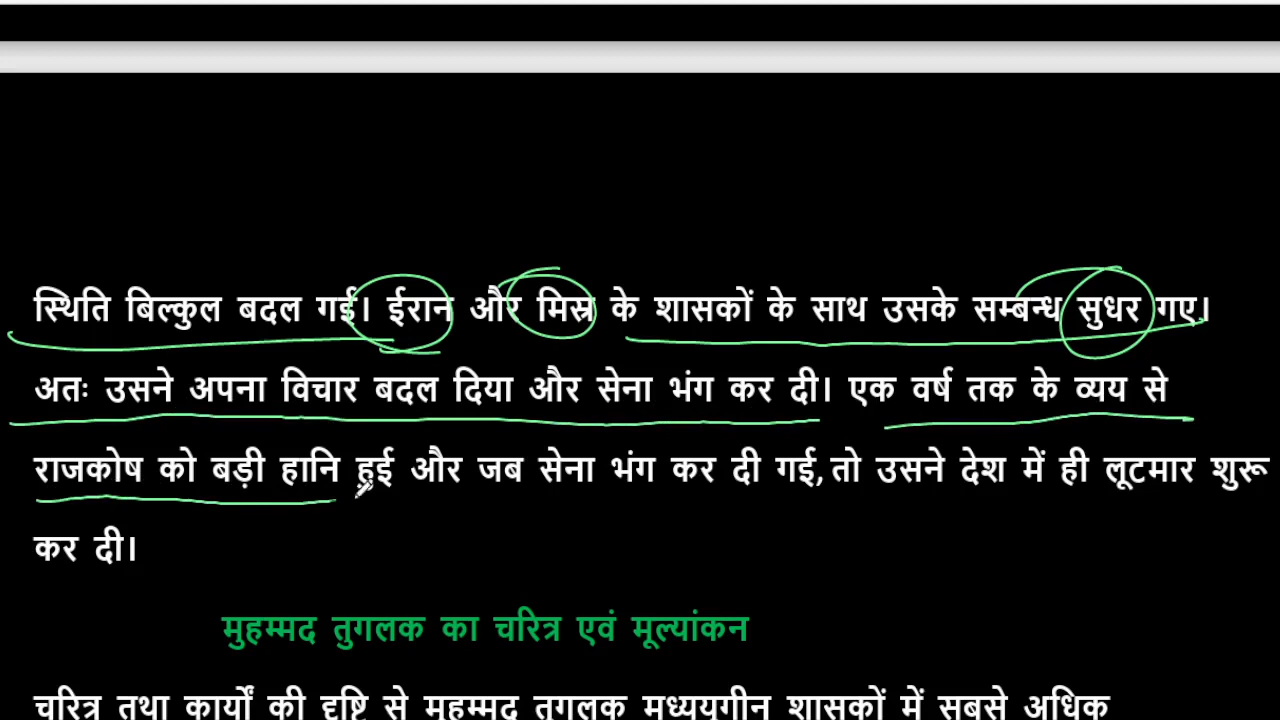 स्थिति बिल्कुल बदल गई। ईरान और मिस्र के शासकों के साथ उसके सम्बन्ध सुधर गए।
अतः उसने अपना विचार बदल दिया और सेना भंग कर दी। एक वर्ष तक के व्यय से
राजकोष को बड़ी हानि हुई और जब सेना भंग कर दी गई, तो उसने देश में ही लूटमार शुरू
कर दी।
मुहम्मद तुगलक का चरित्र एवं मूल्यांकन
चरित्र तथा कार्यों की दृष्टि से मुहम्मद तुगलक मध्ययुगीन शासकों में सबसे अधिक